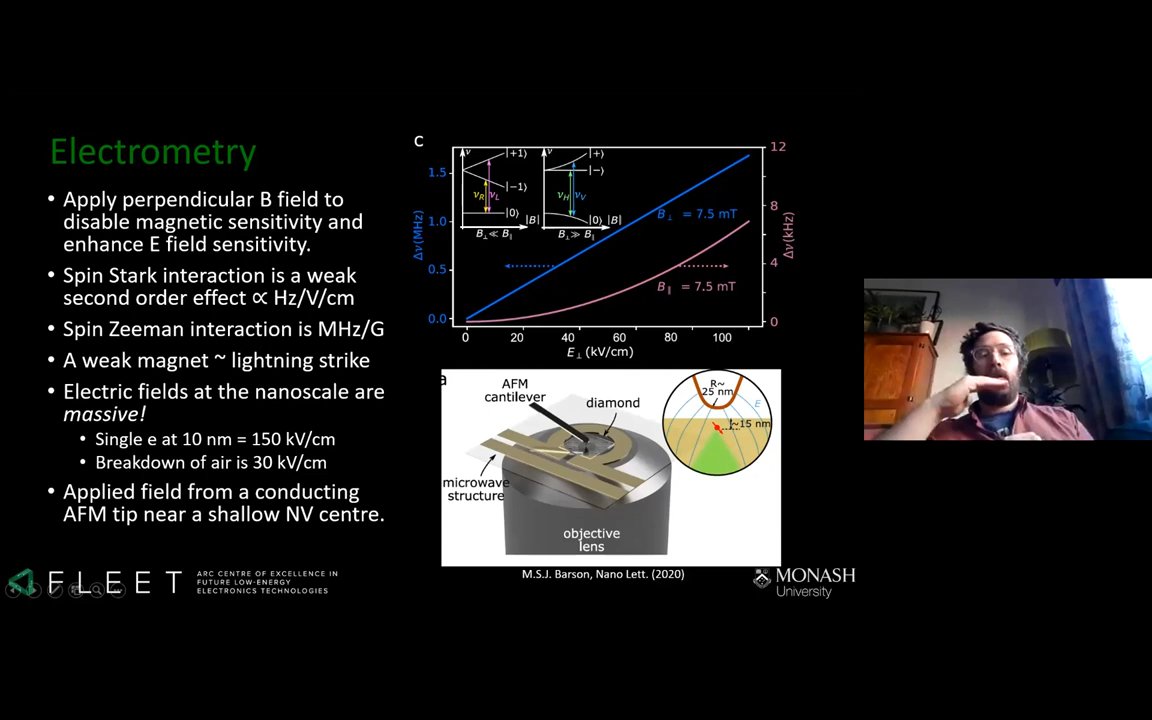 Electrometry
• Apply perpendicular B field to
disable magnetic sensitivity and
enhance E field sensitivity.
• Spin Stark interaction is a weak
second order effect ∝ Hz/V/cm
• Spin Zeeman interaction is MHz/G
• A weak magnet ~ lightning strike
• Electric fields at the nanoscale are
massive!
• Single e at 10 nm = 150 kV/cm
• Breakdown of air is 30 kV/cm
• Applied field from a conducting
AFM tip near a shallow NV centre.
c
Δν(MHz)
1.5
1.0
0.5
0.0
ν
|+1⟩
|−1⟩
ν_R
ν_L
|0⟩
|B|
B⊥≪ B∥
ν
|+⟩
|−⟩
ν_H
ν_V
|0⟩
|B|
B⊥≫ B∥
B⊥ = 7.5 mT
B∥ = 7.5 mT
12
8
4
0
Δν(kHz)
0 20 40 60 80 100
E⊥(kV/cm)
a
AFM
cantilever
diamond
microwave
structure
objective
lens
R~
25 nm
E
~15 nm
M.S.J. Barson, Nano Lett. (2020)
FLEET
ARC CENTRE OF EXCELLENCE IN
FUTURE LOW-ENERGY
ELECTRONICS TECHNOLOGIES
MONASH
University